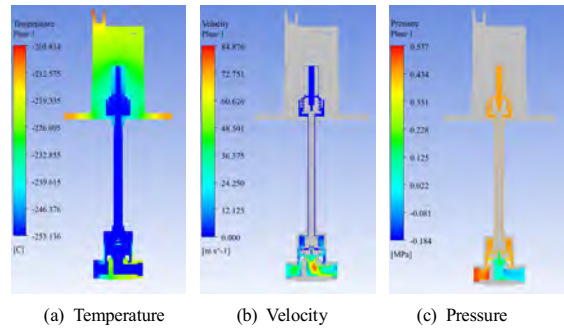 Temperature
Plane 1
-205.814
-212.575
-219.335
-226.095
-232.855
-239.615
-246.376
-253.136
[C]
Velocity
Plane 1
84.876
72.751
60.626
48.501
36.375
24.250
12.125
0.000
[m s^-1]
Pressure
Plane 1
0.537
0.434
0.331
0.228
0.125
0.022
-0.081
-0.184
[MPa]
(a) Temperature
(b) Velocity
(c) Pressure